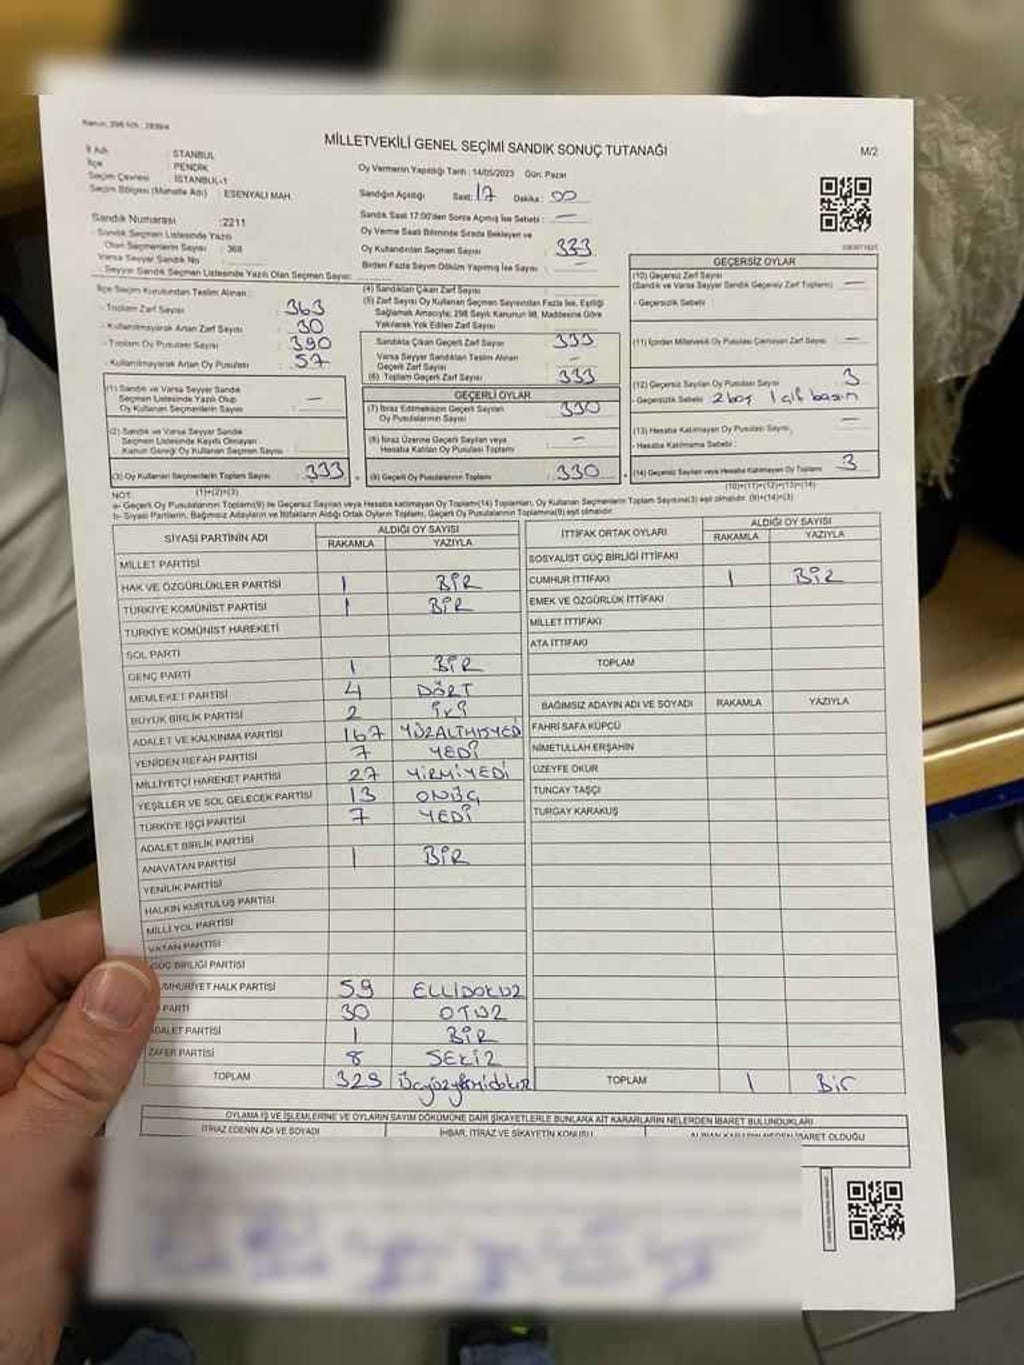 MİLLETVEKİLİ GENEL SEÇİMİ SANDIK SONUÇ TUTANAĞI
M/2
İl Adı : İSTANBUL
İlçe : PENDİK
Seçim Çevresi : İSTANBUL-1
Seçim Bölgesi (Mahalle Adı) : ESENYALI MAH.
Sandık Numarası : 2211
Sandık Seçmen Listesinde Yazılı
Olan Seçmenlerin Sayısı : 368
Varsa Seyyar Sandık No
Seyyar Sandık Seçmen Listesinde Yazılı Olan Seçmen Sayısı:
Oy Vermenin Yapıldığı Tarih : 14/05/2023 Gün: Pazar
Sandığın Açıldığı Saat: 17 Dakika: 00
Sandık Saat 17:00'den Sonra Açılmış İse Sebebi : —
Oy Verme Saati Bitiminde Sırada Bekleyen ve
Oy Kullandırılan Seçmen Sayısı : 333
Birden Fazla Sayım Döküm Yapılmış İse Sayısı : —
İlçe Seçim Kurulundan Teslim Alınan :
- Toplam Zarf Sayısı : 363
- Kullanılmayarak Artan Zarf Sayısı : 30
- Toplam Oy Pusulası Sayısı : 390
- Kullanılmayarak Artan Oy Pusulası : 57
(1) Sandık ve Varsa Seyyar Sandık
Seçmen Listesinde Yazılı Olup
Oy Kullanan Seçmenlerin Sayısı : —
(2) Sandık ve Varsa Seyyar Sandık
Seçmen Listesinde Kayıtlı Olmayan
Kanun Gereği Oy Kullanan Seçmen Sayısı :
(3) Oy Kullanan Seçmenlerin Toplam Sayısı : 333
(1)+(2)=(3)
(4) Sandıktan Çıkan Zarf Sayısı :
(5) Zarf Sayısı Oy Kullanan Seçmen Sayısından Fazla İse, Eşitliği
Sağlamak Amacıyla; 298 Sayılı Kanunun 98. Maddesine Göre
Yakılarak Yok Edilen Zarf Sayısı :
Sandıkta Çıkan Geçerli Zarf Sayısı : 333
Varsa Seyyar Sandıktan Teslim Alınan
Geçerli Zarf Sayısı : —
(6) Toplam Geçerli Zarf Sayısı : 333
GEÇERLİ OYLAR
(7) İtiraz Edilmeksizin Geçerli Sayılan
Oy Pusulalarının Sayısı : 330
(8) İtiraz Üzerine Geçerli Sayılan veya
Hesaba Katılan Oy Pusulası Toplamı : —
(9) Geçerli Oy Pusulalarının Toplamı : 330
GEÇERSİZ OYLAR
(10) Geçersiz Zarf Sayısı
(Sandık ve Varsa Seyyar Sandık Geçersiz Zarf Toplamı) : —
- Geçersizlik Sebebi :
(11) İçinden Milletvekili Oy Pusulası Çıkmayan Zarf Sayısı : —
(12) Geçersiz Sayılan Oy Pusulası Sayısı : 3
- Geçersizlik Sebebi : 2 boş 1 çift basım
(13) Hesaba Katılmayan Oy Pusulası Sayısı : —
- Hesaba Katılmama Sebebi :
(14) Geçersiz Sayılan veya Hesaba Katılmayan Oy Toplamı : 3
(10)+(11)+(12)+(13)=(14)
NOT:
a- Geçerli Oy Pusulalarının Toplamı(9) ile Geçersiz Sayılan veya Hesaba katılmayan Oy Toplamı(14) Toplamları, Oy Kullanan Seçmenlerin Toplam Sayısına(3) eşit olmalıdır. (9)+(14)=(3)
b- Siyasi Partilerin, Bağımsız Adayların ve İttifakların Aldığı Ortak Oyların Toplamı, Geçerli Oy Pusulalarının Toplamına(9) eşit olmalıdır.
SİYASİ PARTİNİN ADI ALDIĞI OY SAYISI
RAKAMLA YAZIYLA
MİLLET PARTİSİ
HAK VE ÖZGÜRLÜKLER PARTİSİ 1 BİR
TÜRKİYE KOMÜNİST PARTİSİ 1 BİR
TÜRKİYE KOMÜNİST HAREKETİ
SOL PARTİ
GENÇ PARTİ 1 BİR
MEMLEKET PARTİSİ 4 DÖRT
BÜYÜK BİRLİK PARTİSİ 2 İKİ
ADALET VE KALKINMA PARTİSİ 167 YÜZALTMIŞYEDİ
YENİDEN REFAH PARTİSİ 7 YEDİ
MİLLİYETÇİ HAREKET PARTİSİ 27 YİRMİYEDİ
YEŞİLLER VE SOL GELECEK PARTİSİ 13 ONÜÇ
TÜRKİYE İŞÇİ PARTİSİ 7 YEDİ
ADALET BİRLİK PARTİSİ
ANAVATAN PARTİSİ 1 BİR
YENİLİK PARTİSİ
HALKIN KURTULUŞ PARTİSİ
MİLLİ YOL PARTİSİ
VATAN PARTİSİ
GÜÇ BİRLİĞİ PARTİSİ
CUMHURİYET HALK PARTİSİ 59 ELLİDOKUZ
PARTİ 30 OTUZ
ADALET PARTİSİ 1 BİR
ZAFER PARTİSİ 8 SEKİZ
TOPLAM 329 Üçyüzyirmidokuz
İTTİFAK ORTAK OYLARI ALDIĞI OY SAYISI
RAKAMLA YAZIYLA
SOSYALİST GÜÇ BİRLİĞİ İTTİFAKI
CUMHUR İTTİFAKI 1 BİR
EMEK VE ÖZGÜRLÜK İTTİFAKI
MİLLET İTTİFAKI
ATA İTTİFAKI
TOPLAM
BAĞIMSIZ ADAYIN ADI VE SOYADI RAKAMLA YAZIYLA
FAHRİ SAFA KÜPCÜ
NİMETULLAH ERŞAHİN
ÜZEYFE OKUR
TUNCAY TAŞÇI
TURGAY KARAKUŞ
TOPLAM 1 Bir
OYLAMA İŞ VE İŞLEMLERİNE VE OYLARIN SAYIM DÖKÜMÜNE DAİR ŞİKAYETLERLE BUNLARA AİT KARARLARIN NELERDEN İBARET BULUNDUKLARI
İTİRAZ EDENİN ADI VE SOYADI İHBAR, İTİRAZ VE ŞİKAYETİN KONUSU ALINAN KARARIN NEDEN İBARET OLDUĞU